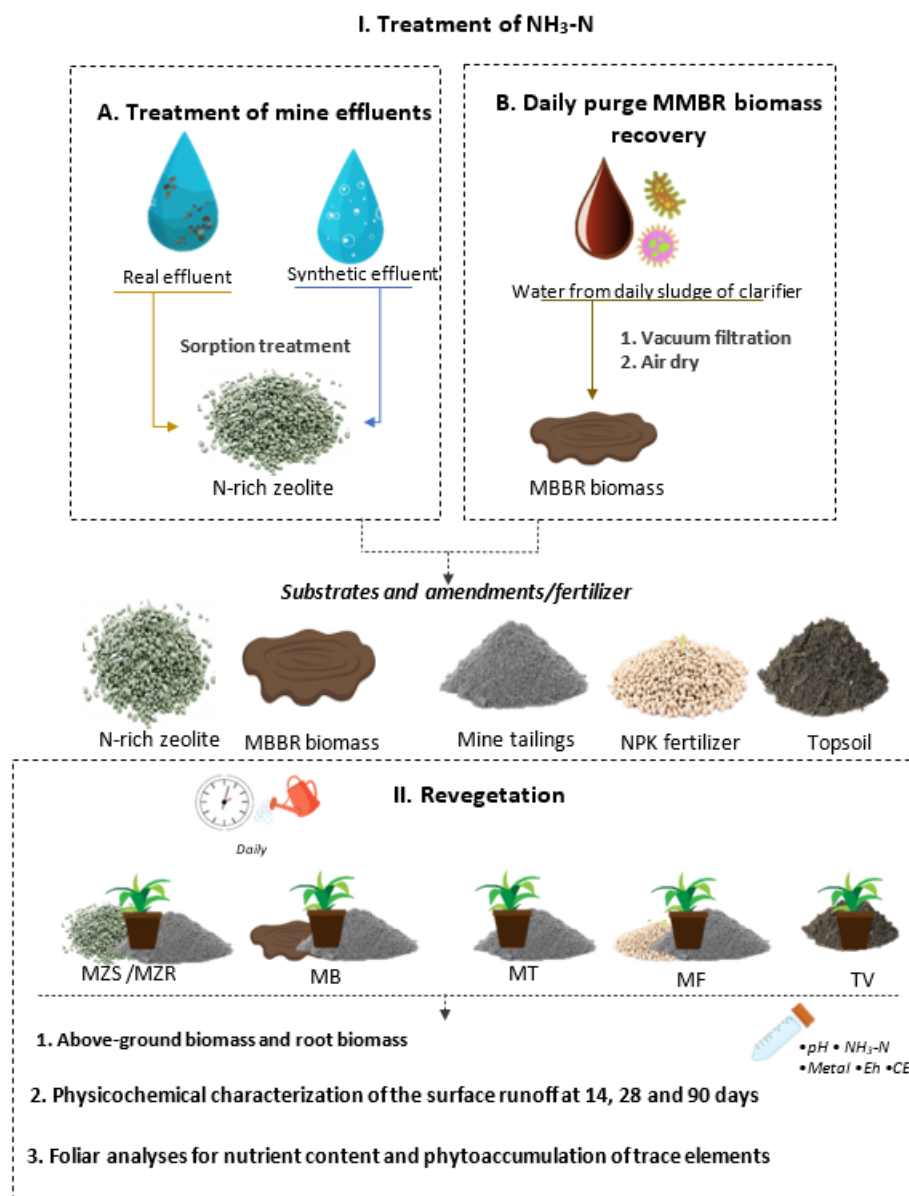 I. Treatment of NH₃-N
A. Treatment of mine effluents
Real effluent
Synthetic effluent
Sorption treatment
N-rich zeolite
B. Daily purge MMBR biomass
recovery
Water from daily sludge of clarifier
1. Vacuum filtration
2. Air dry
MBBR biomass
Substrates and amendments/fertilizer
N-rich zeolite
MBBR biomass
Mine tailings
NPK fertilizer
Topsoil
II. Revegetation
Daily
MZS /MZR
MB
MT
MF
TV
1. Above-ground biomass and root biomass
•pH • NH₃-N
•Metal •Eh •CE
2. Physicochemical characterization of the surface runoff at 14, 28 and 90 days
3. Foliar analyses for nutrient content and phytoaccumulation of trace elements